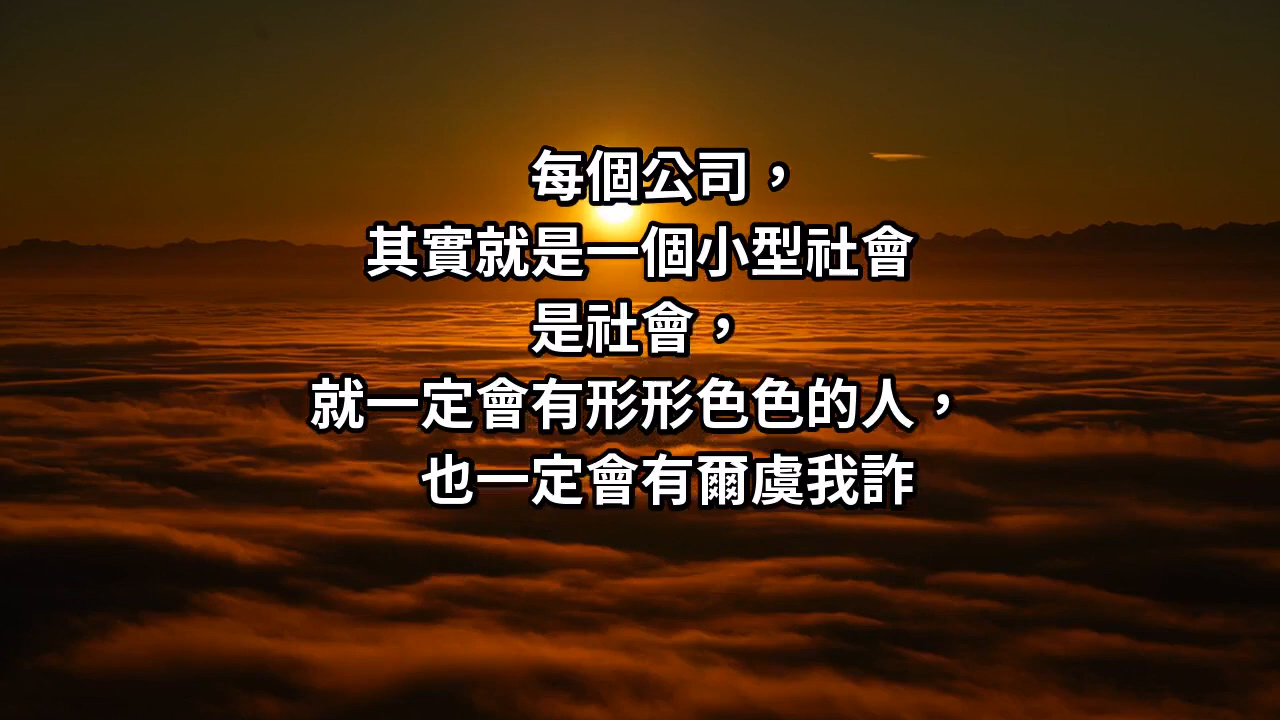 每個公司，
其實就是一個小型社會
是社會，
就一定會有形形色色的人，
也一定會有爾虞我詐